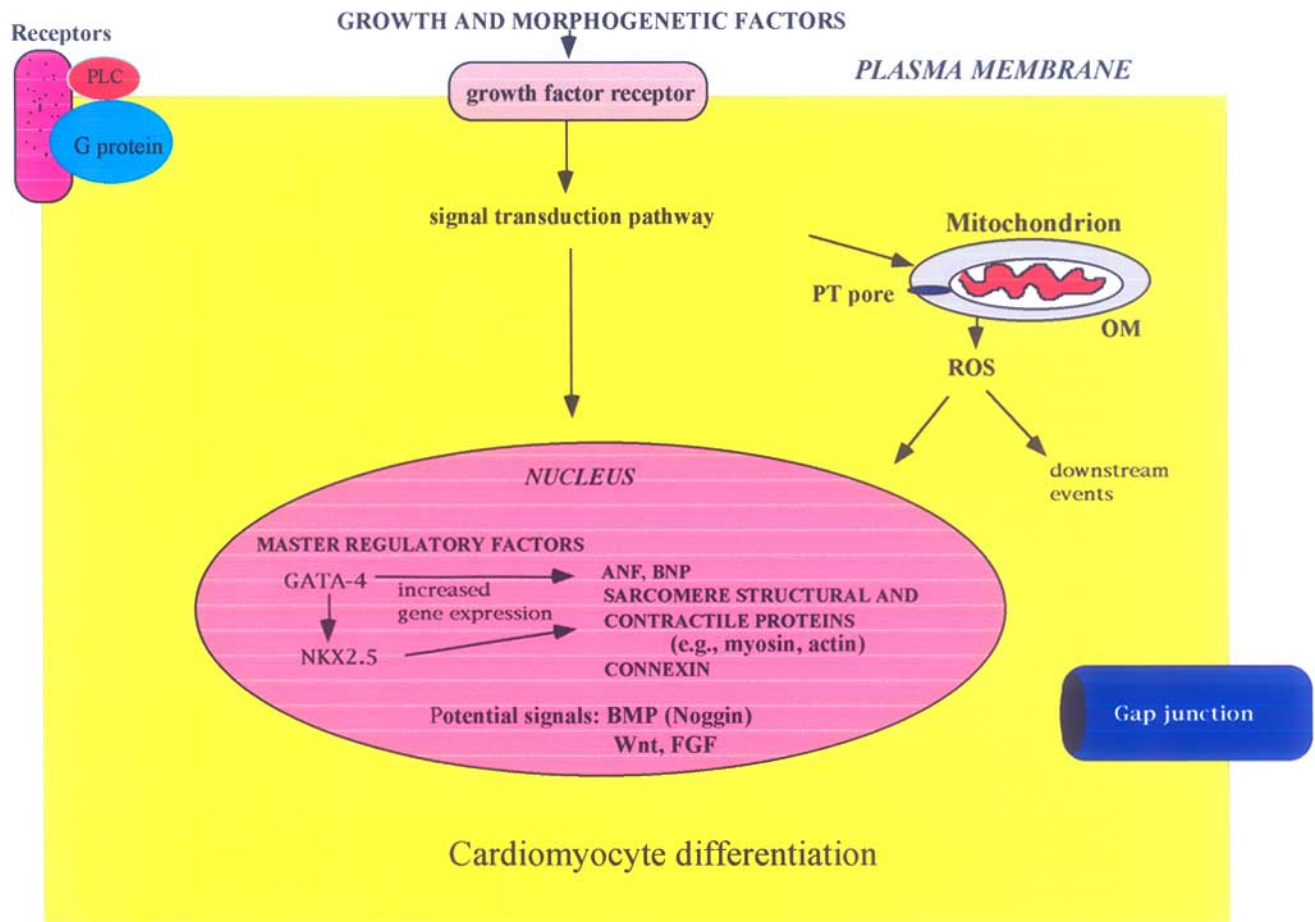 GROWTH AND MORPHOGENETIC FACTORS
Receptors
PLC
G protein
growth factor receptor
PLASMA MEMBRANE
signal transduction pathway
Mitochondrion
PT pore
OM
ROS
downstream
events
NUCLEUS
MASTER REGULATORY FACTORS
GATA-4
increased
gene expression
NKX2.5
ANF, BNP
SARCOMERE STRUCTURAL AND
CONTRACTILE PROTEINS
(e.g., myosin, actin)
CONNEXIN
Potential signals: BMP (Noggin)
Wnt, FGF
Gap junction
Cardiomyocyte differentiation